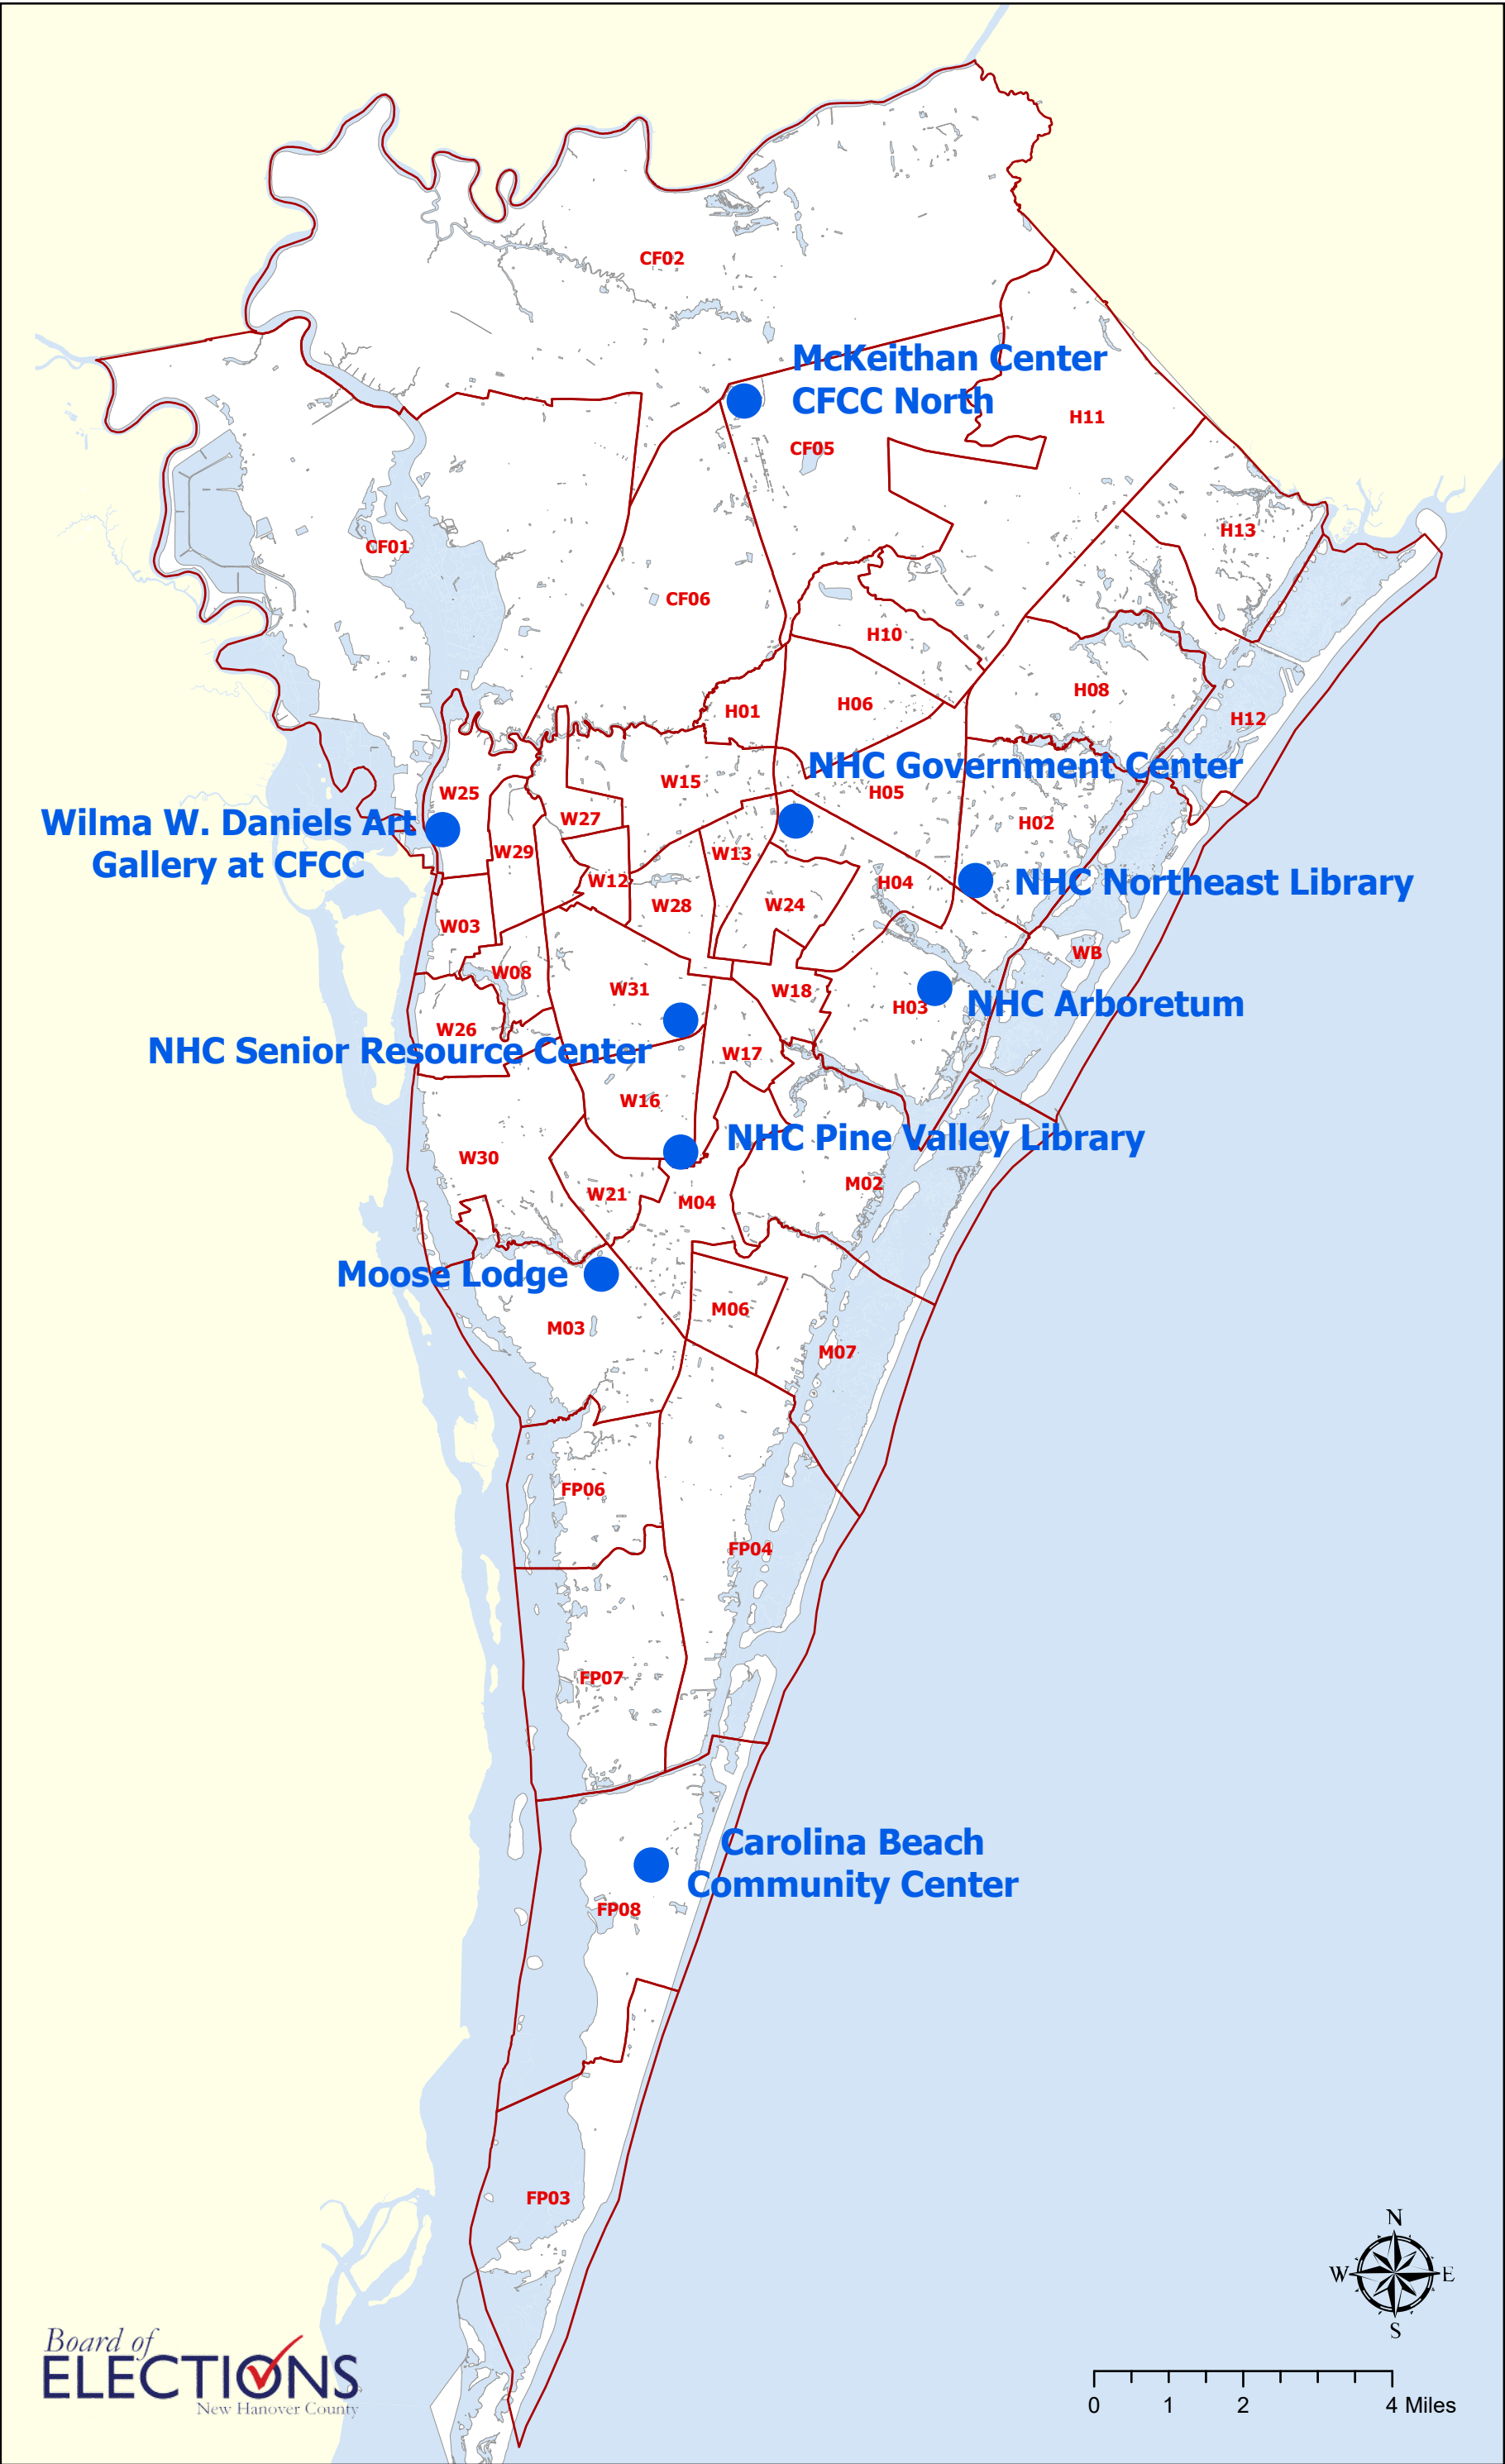 CF02
McKeithan Center
CFCC North
H11
CF05
H13
CF01
CF06
H10
H08
H06
H01
H12
NHC Government Center
W15
H05
W25
W27
H02
Wilma W. Daniels Art
Gallery at CFCC
W29
W13
W12
H04
NHC Northeast Library
W28
W24
W03
WB
W08
W31
W18
H03
NHC Arboretum
W26
NHC Senior Resource Center
W17
W16
NHC Pine Valley Library
W30
M02
W21
M04
Moose Lodge
M06
M03
M07
FP06
FP04
FP07
Carolina Beach
Community Center
FP08
FP03
N
W
E
S
Board of
ELECTIONS
New Hanover County
0 1 2 4 Miles